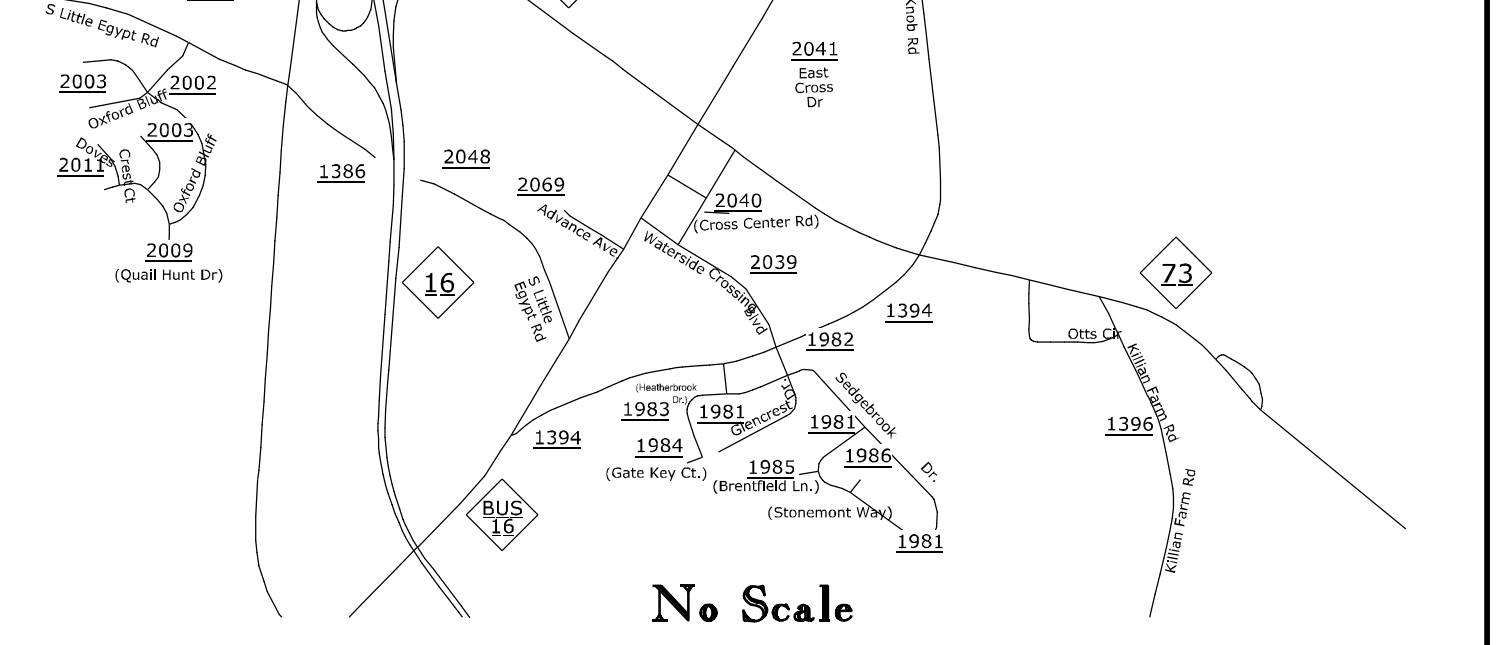 S Little Egypt Rd
Knob Rd
2041
East
Cross
Dr
2003
2002
Oxford Bluff
2003
Doves
Crest Ct
2011
Oxford Bluff
1386
2048
2069
Advance Ave
2040
(Cross Center Rd)
2009
(Quail Hunt Dr)
16
S Little
Egypt Rd
Waterside Crossing
Blvd
2039
73
1394
1982
Otts Cir
Killian Farm Rd
(Heatherbrook
Dr.)
1983
1981
Glencrest
Dr.
Sedgebrook
Dr.
1981
1396
1394
1984
(Gate Key Ct.)
1985
(Brentfield Ln.)
1986
(Stonemont Way)
1981
BUS
16
Killian Farm Rd
No Scale